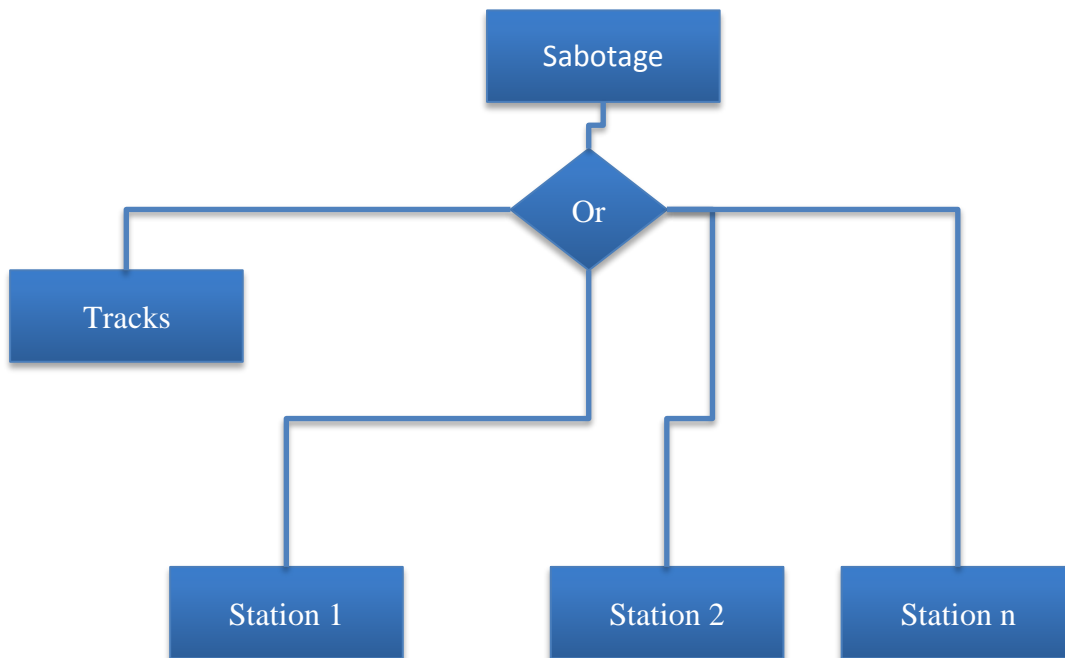 Sabotage
Or
Tracks
Station 1
Station 2
Station n